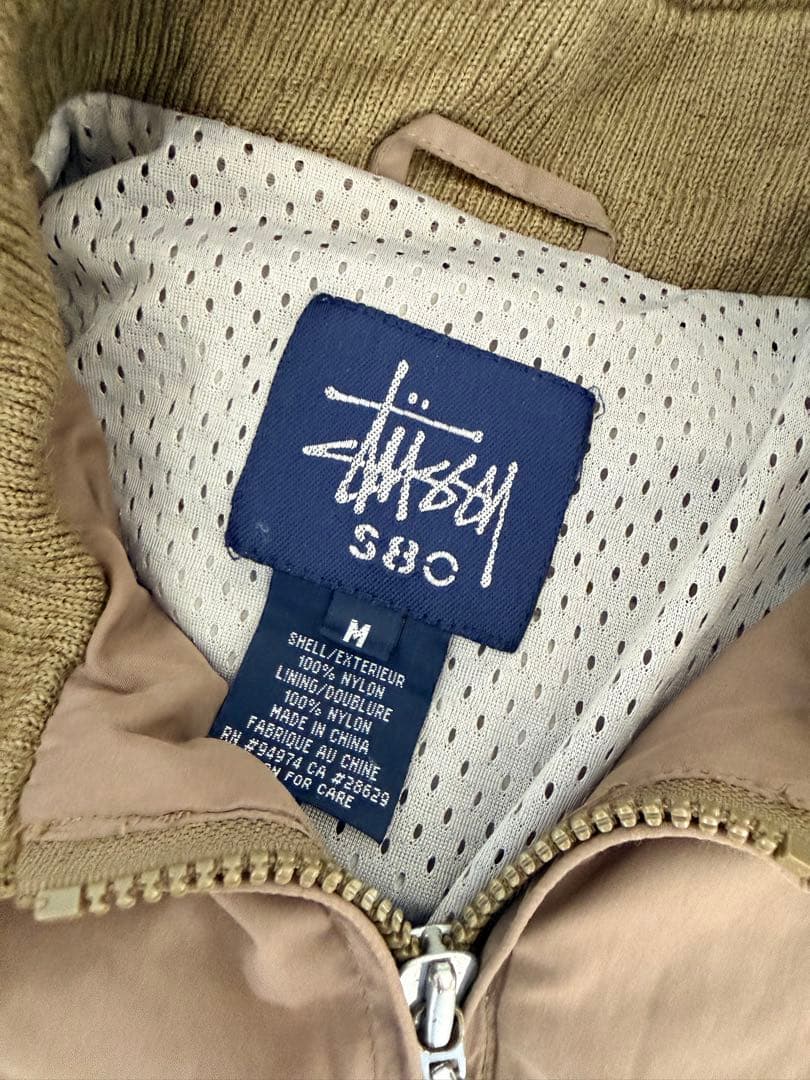 Stüssy
S80
M
SHELL/EXTERIEUR
100% NYLON
LINING/DOUBLURE
100% NYLON
MADE IN CHINA
FABRIQUE AU CHINE
RN #94974 CA #28629
FOR CARE